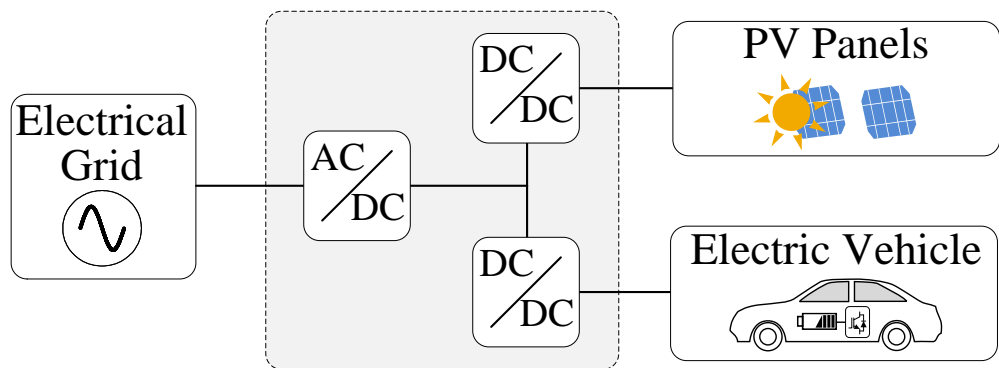 Electrical
Grid
AC
DC
DC
DC
DC
DC
PV Panels
Electric Vehicle